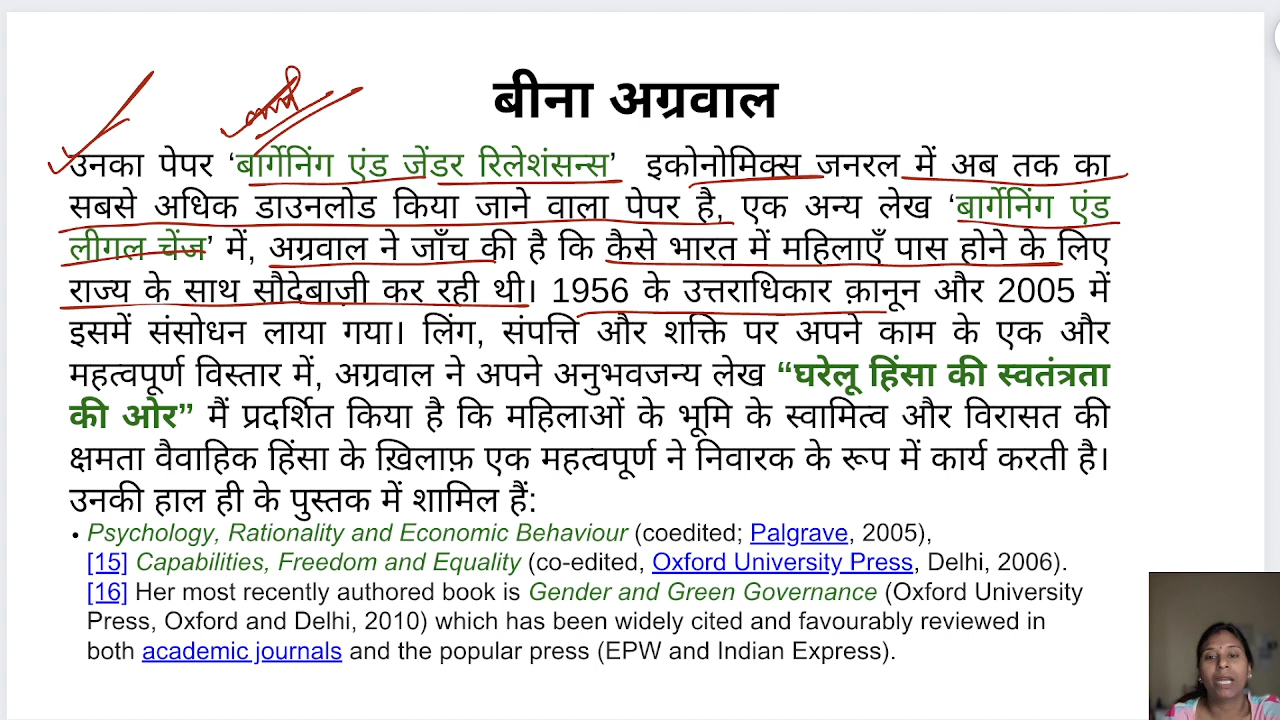 बीना अग्रवाल
उनका पेपर ‘बार्गेनिंग एंड जेंडर रिलेशंसन्स’ इकोनोमिक्स जनरल में अब तक का
सबसे अधिक डाउनलोड किया जाने वाला पेपर है, एक अन्य लेख ‘बार्गेनिंग एंड
लीगल चेंज’ में, अग्रवाल ने जाँच की है कि कैसे भारत में महिलाएँ पास होने के लिए
राज्य के साथ सौदेबाज़ी कर रही थी। 1956 के उत्तराधिकार क़ानून और 2005 में
इसमें संसोधन लाया गया। लिंग, संपत्ति और शक्ति पर अपने काम के एक और
महत्वपूर्ण विस्तार में, अग्रवाल ने अपने अनुभवजन्य लेख “घरेलू हिंसा की स्वतंत्रता
की ओर” मैं प्रदर्शित किया है कि महिलाओं के भूमि के स्वामित्व और विरासत की
क्षमता वैवाहिक हिंसा के ख़िलाफ़ एक महत्वपूर्ण ने निवारक के रूप में कार्य करती है।
उनकी हाल ही के पुस्तक में शामिल हैं:
• Psychology, Rationality and Economic Behaviour (coedited; Palgrave, 2005),
[15] Capabilities, Freedom and Equality (co-edited, Oxford University Press, Delhi, 2006).
[16] Her most recently authored book is Gender and Green Governance (Oxford University
Press, Oxford and Delhi, 2010) which has been widely cited and favourably reviewed in
both academic journals and the popular press (EPW and Indian Express).